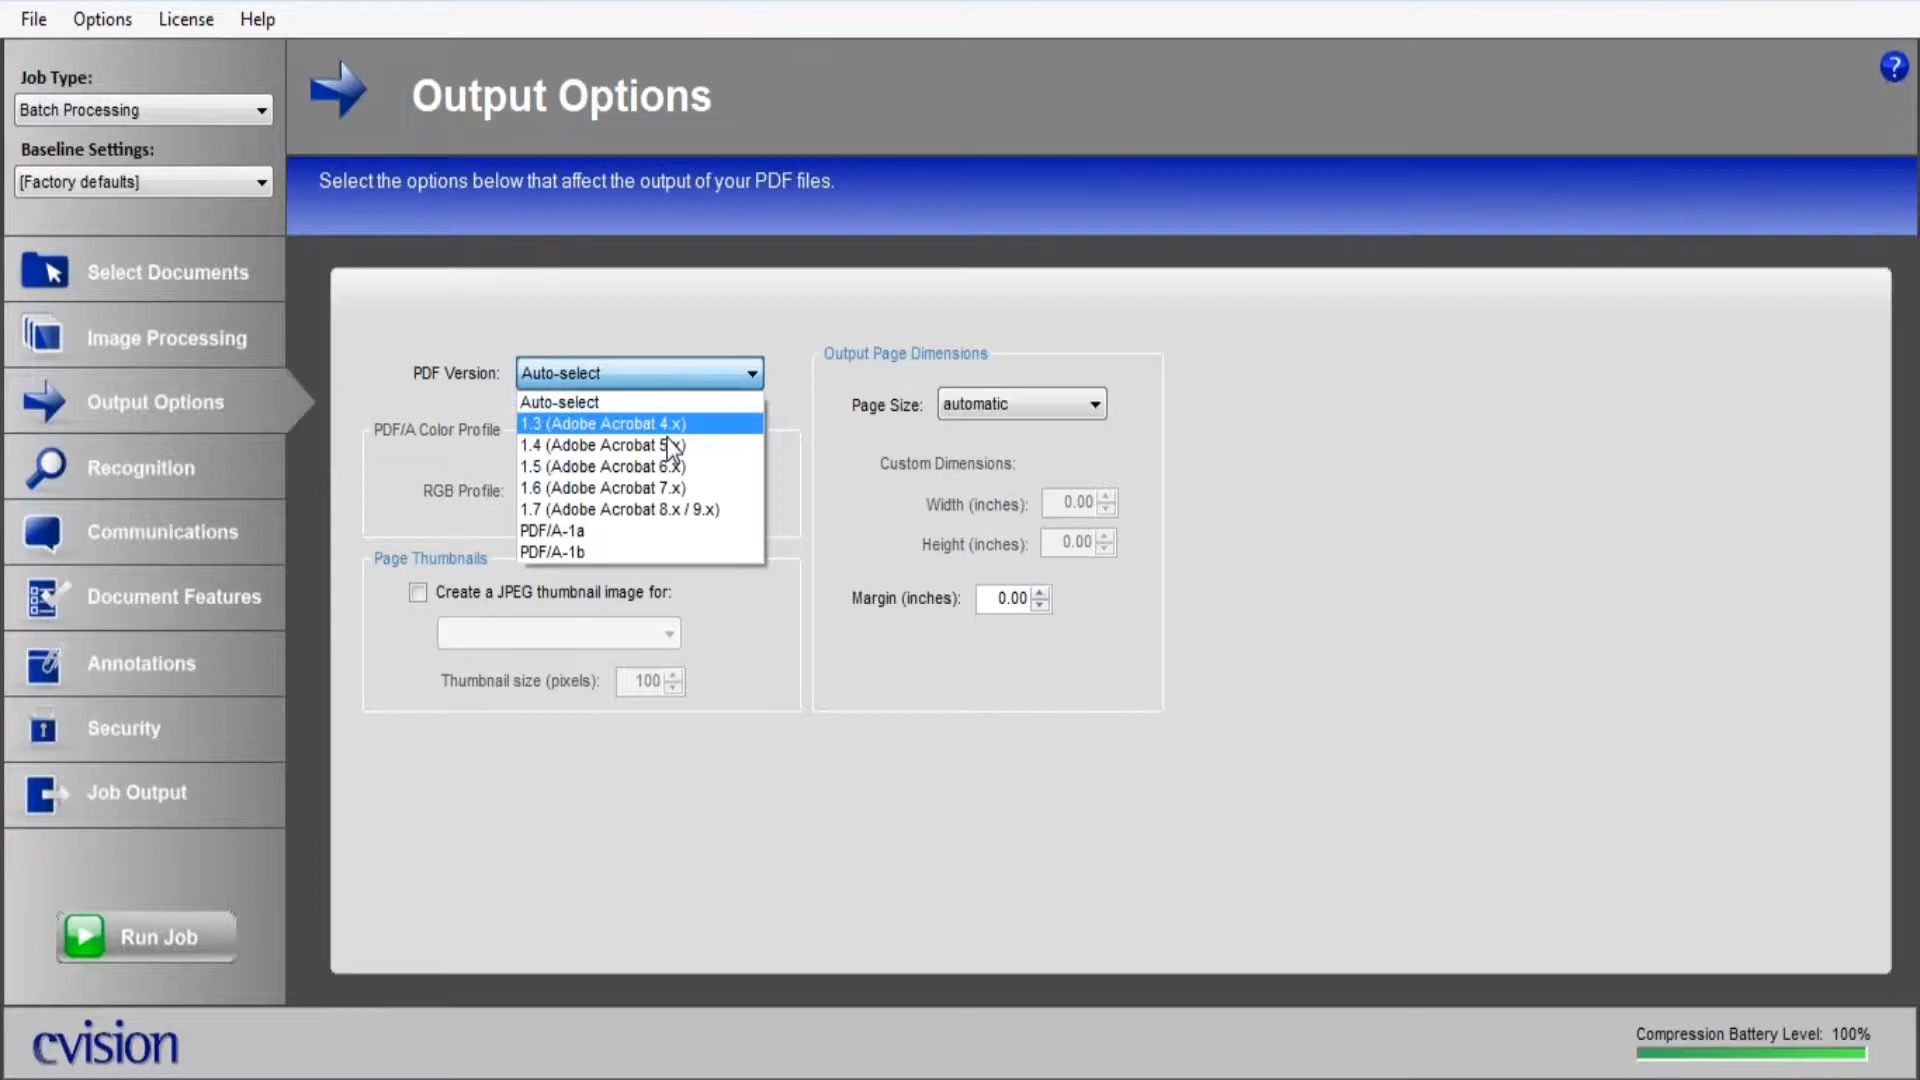 File Options License Help
Job Type:
Batch Processing
Baseline Settings:
[Factory defaults]
Select Documents
Image Processing
Output Options
Recognition
Communications
Document Features
Annotations
Security
Job Output
Run Job
Output Options
?
Select the options below that affect the output of your PDF files.
PDF Version: Auto-select
Auto-select
1.3 (Adobe Acrobat 4.x)
1.4 (Adobe Acrobat 5.x)
1.5 (Adobe Acrobat 6.x)
1.6 (Adobe Acrobat 7.x)
1.7 (Adobe Acrobat 8.x / 9.x)
PDF/A-1a
PDF/A-1b
PDF/A Color Profile
RGB Profile:
Page Thumbnails
Create a JPEG thumbnail image for:
Thumbnail size (pixels): 100
Output Page Dimensions
Page Size: automatic
Custom Dimensions:
Width (inches): 0.00
Height (inches): 0.00
Margin (inches): 0.00
cvision
Compression Battery Level: 100%